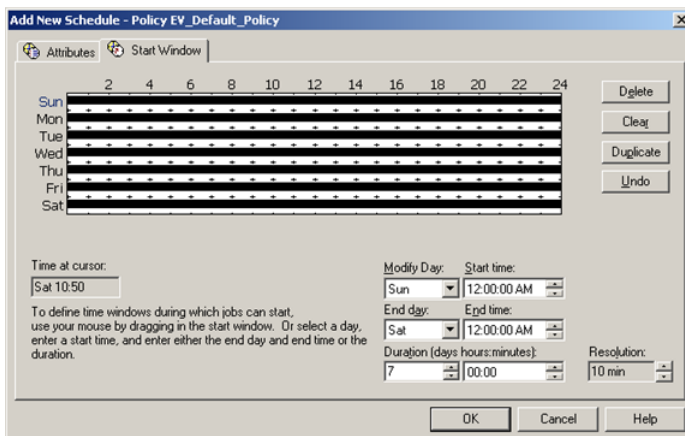 Add New Schedule - Policy EV_Default_Policy
Attributes
Start Window
2 4 6 8 10 12 14 16 18 20 22 24
Sun
Mon
Tue
Wed
Thu
Fri
Sat
Delete
Clear
Duplicate
Undo
Time at cursor:
Sat 10:50
To define time windows during which jobs can start,
use your mouse by dragging in the start window. Or select a day,
enter a start time, and enter either the end day and end time or the
duration.
Modify Day: Start time:
Sun 12:00:00 AM
End day: End time:
Sat 12:00:00 AM
Duration (days hours:minutes): Resolution:
7 00:00 10 min
OK Cancel Help